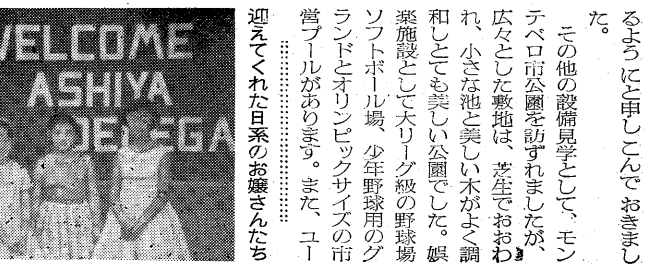 るようにと申しこんでおきまし
た。
その他の設備見学として、モン
テベロ市公園を訪ずれましたが、
広々とした敷地は、芝生でおおわ
れ、小さな池と美しい木がよく調
和しとても美しい公園でした。娯
楽施設として大リーグ級の野球場
ソフトボール場、少年野球用のグ
ランドとオリンピックサイズの市
営プールがあります。また、ユー
迎えてくれた日系のお嬢さんたち
WELCOME
ASHIYA
DELEGA